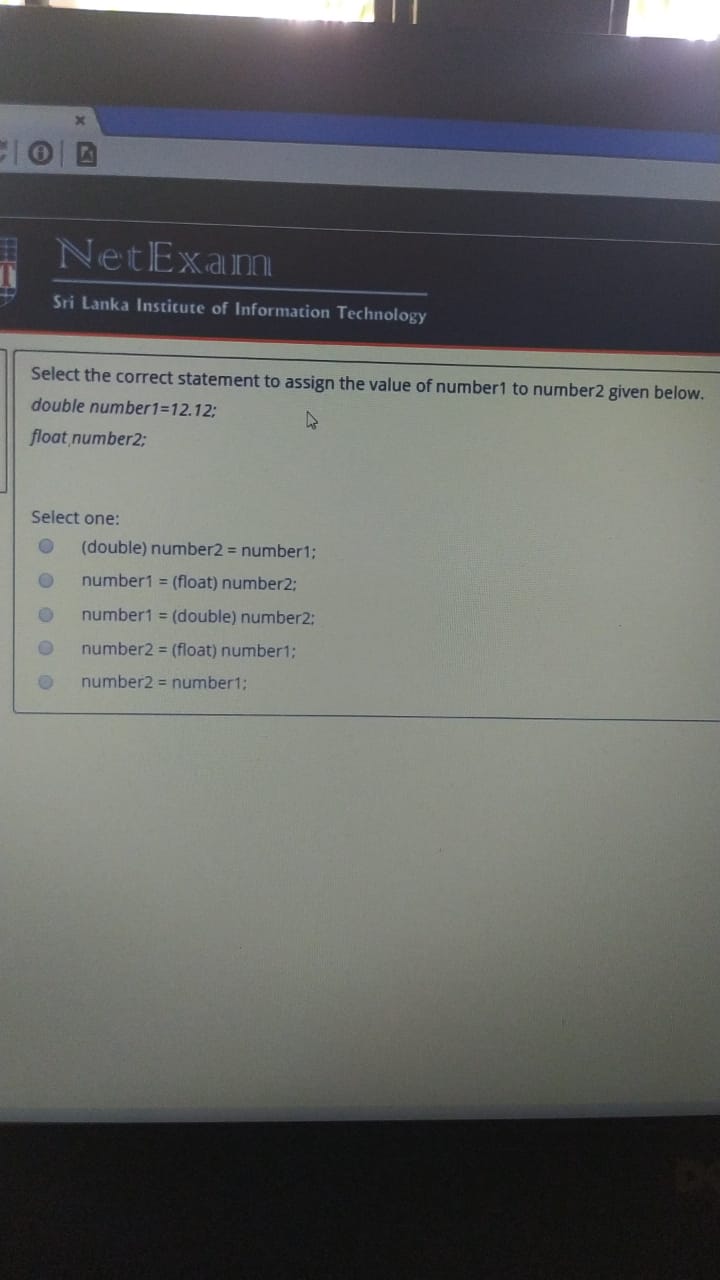 NetExam
Sri Lanka Institute of Information Technology
Select the correct statement to assign the value of number1 to number2 given below.
double number1=12.12;
float number2;
Select one:
(double) number2 = number1;
number1 = (float) number2;
number1 = (double) number2;
number2 = (float) number1;
number2 = number1;